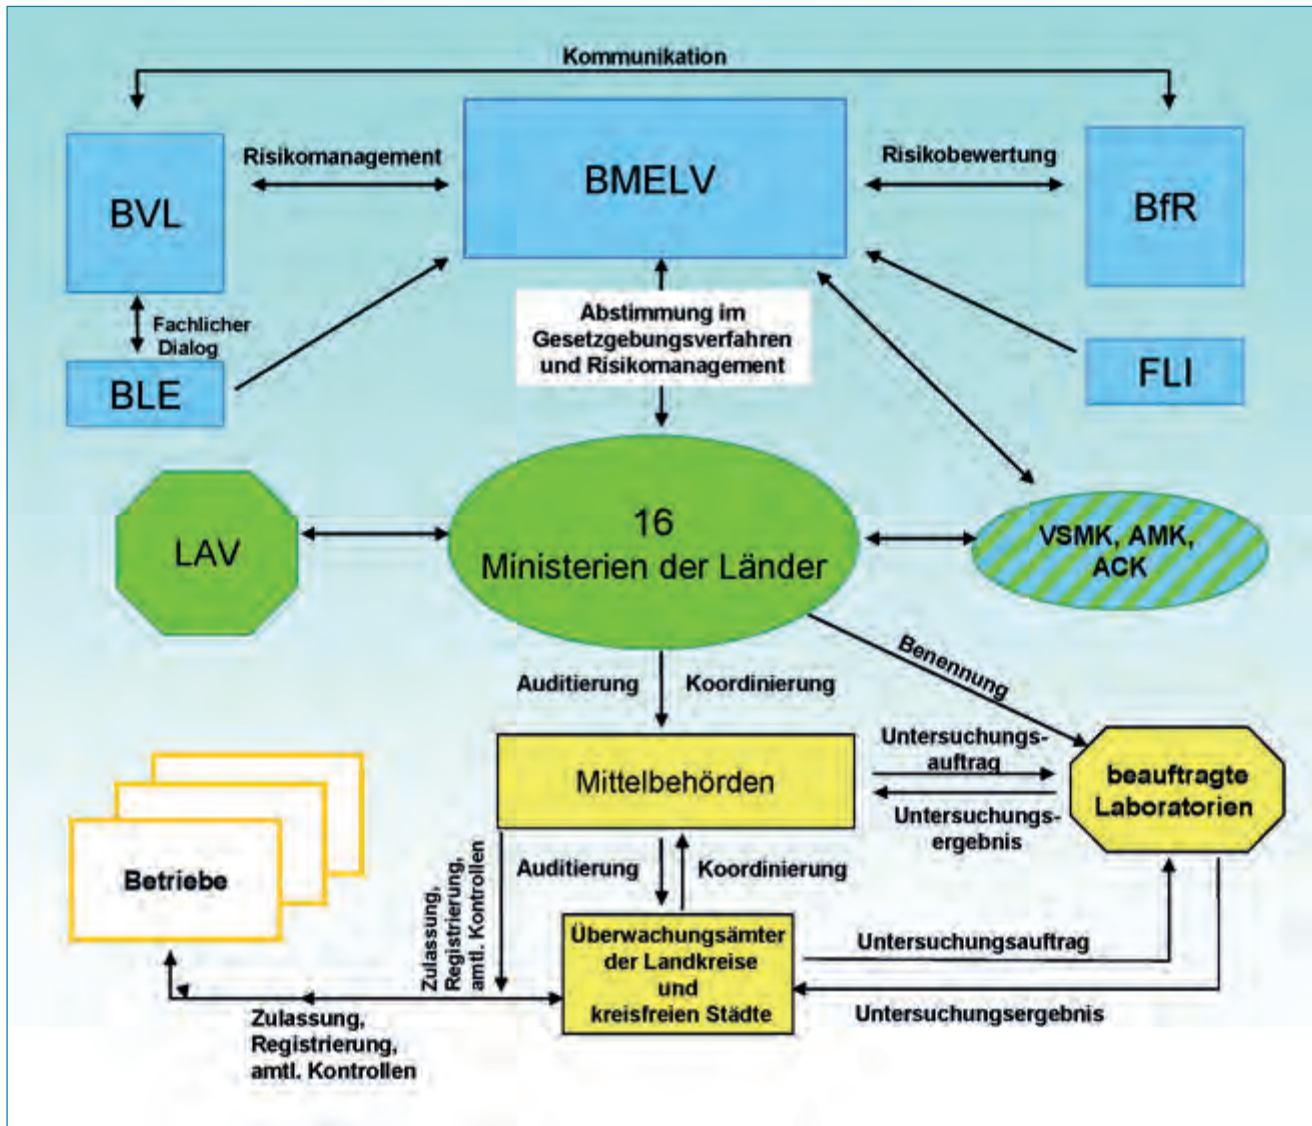 Kommunikation
BVL
Risikomanagement
BMELV
Risikobewertung
BfR
Fachlicher
Dialog
BLE
Abstimmung im
Gesetzgebungsverfahren
und Risikomanagement
FLI
LAV
16
Ministerien der Länder
VSMK, AMK,
ACK
Auditierung
Koordinierung
Benennung
Mittelbehörden
Untersuchungs-
auftrag
Untersuchungs-
ergebnis
beauftragte
Laboratorien
Betriebe
Zulassung,
Registrierung,
amtl. Kontrollen
Auditierung
Koordinierung
Überwachungsämter
der Landkreise
und
kreisfreien Städte
Untersuchungsauftrag
Untersuchungsergebnis
Zulassung,
Registrierung,
amtl. Kontrollen